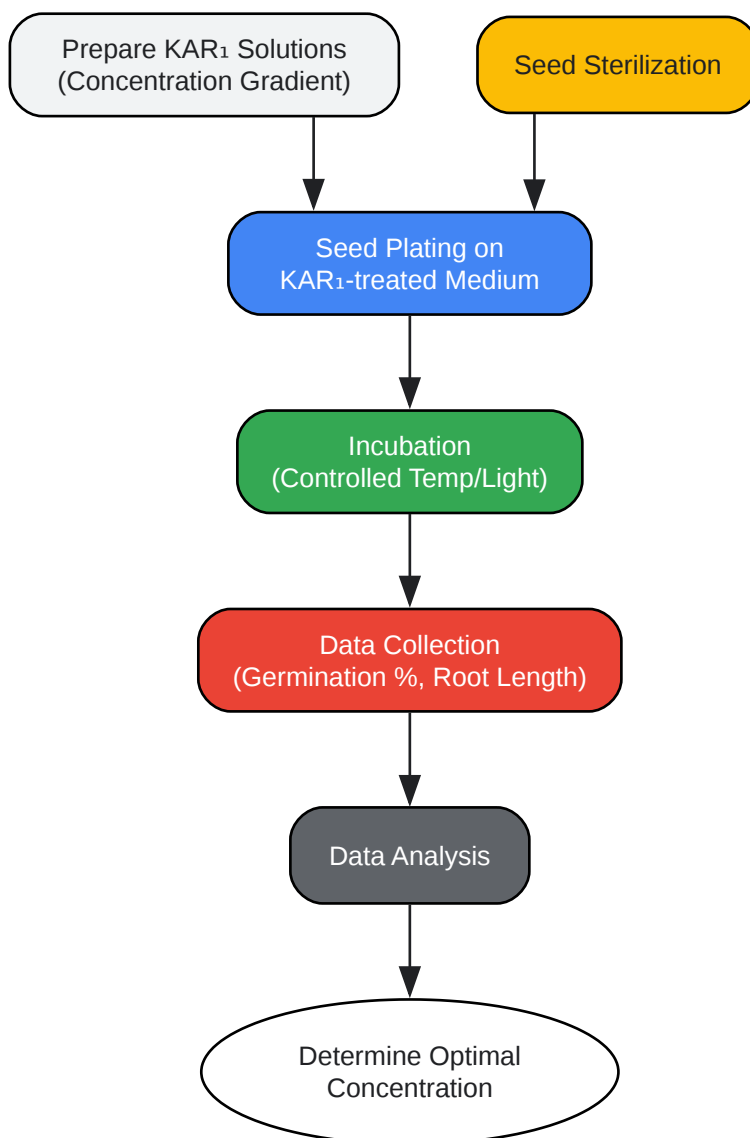 Prepare KAR₁ Solutions
(Concentration Gradient)
Seed Sterilization
Seed Plating on
KAR₁-treated Medium
Incubation
(Controlled Temp/Light)
Data Collection
(Germination %, Root Length)
Data Analysis
Determine Optimal
Concentration